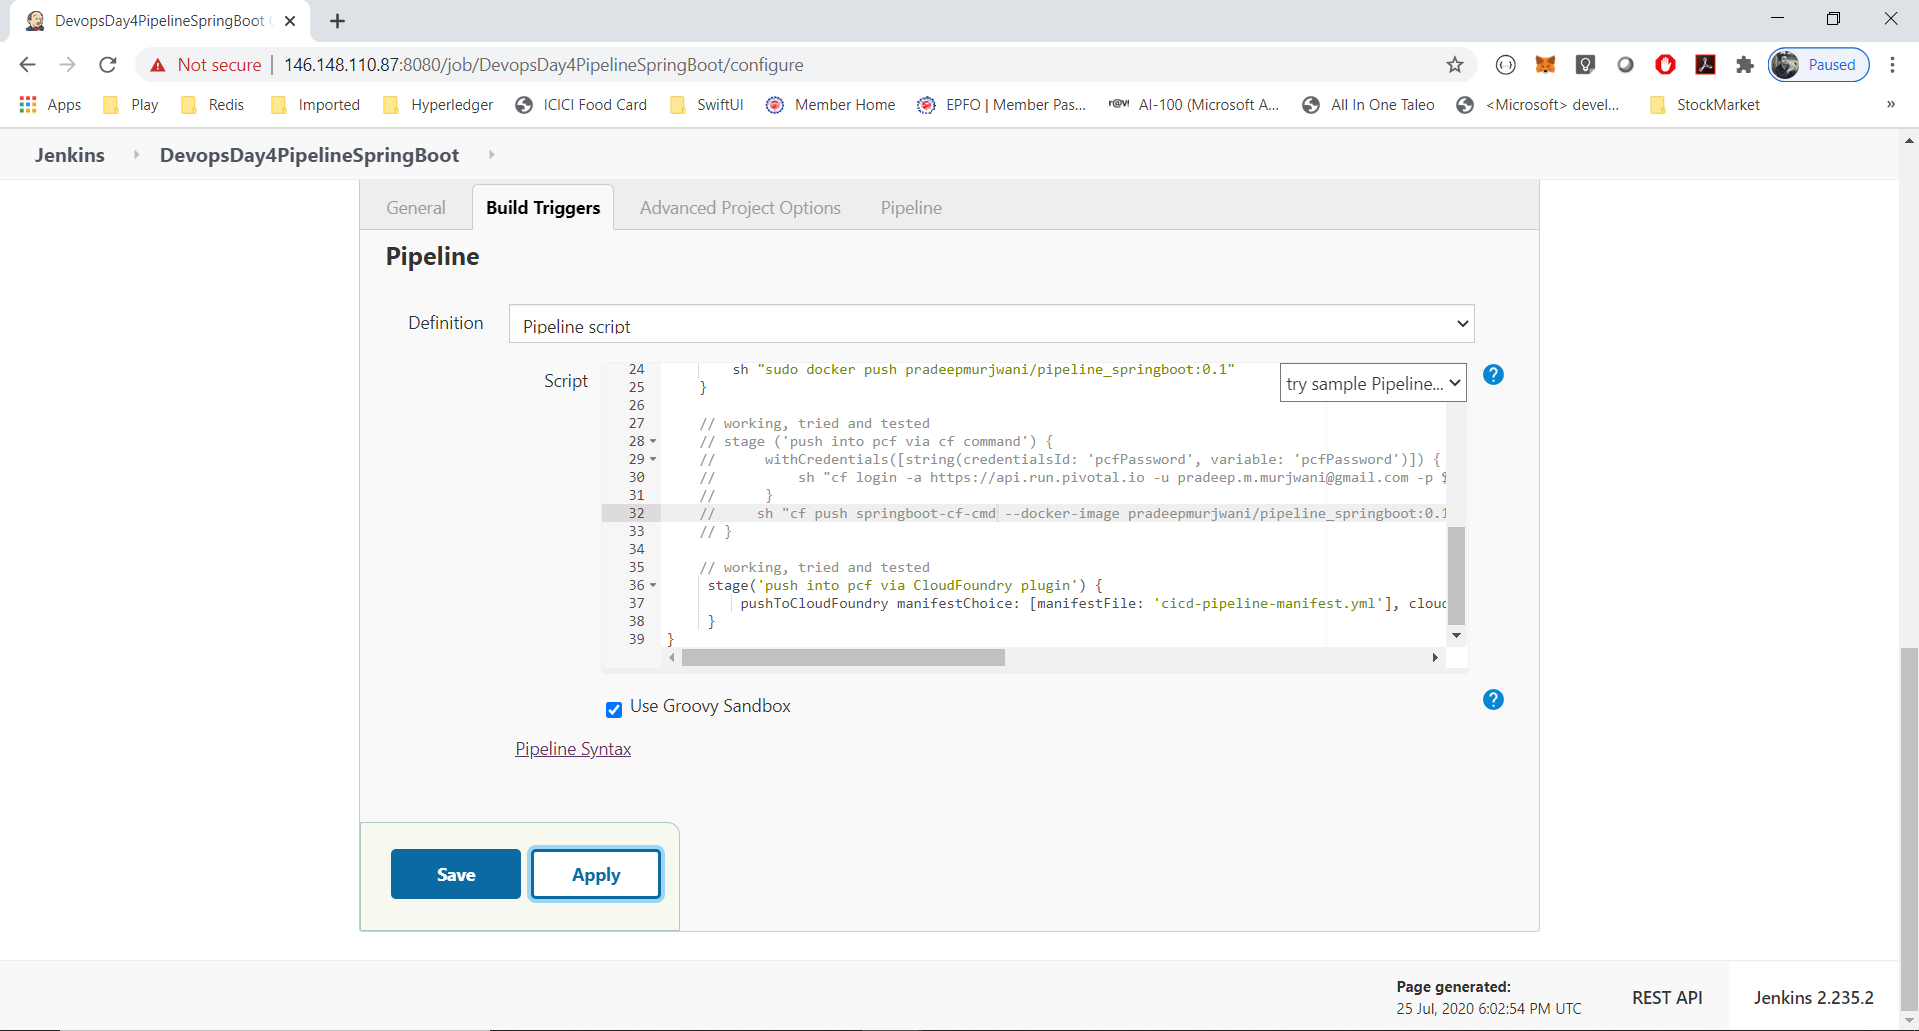 DevopsDay4PipelineSpringBoot
Not secure 146.148.110.87:8080/job/DevopsDay4PipelineSpringBoot/configure Paused
Apps Play Redis Imported Hyperledger ICICI Food Card SwiftUI Member Home EPFO | Member Pas... AI-100 (Microsoft A... All In One Taleo <Microsoft> devel... StockMarket »
Jenkins DevopsDay4PipelineSpringBoot
General Build Triggers Advanced Project Options Pipeline
Pipeline
Definition Pipeline script
Script
try sample Pipeline...
24 sh "sudo docker push pradeepmurjwani/pipeline_springboot:0.1"
25 }
26
27 // working, tried and tested
28 // stage ('push into pcf via cf command') {
29 // withCredentials([string(credentialsId: 'pcfPassword', variable: 'pcfPassword')]) {
30 // sh "cf login -a https://api.run.pivotal.io -u pradeep.m.murjwani@gmail.com -p $
31 // }
32 // sh "cf push springboot-cf-cmd --docker-image pradeepmurjwani/pipeline_springboot:0.1
33 // }
34
35 // working, tried and tested
36 stage('push into pcf via CloudFoundry plugin') {
37 pushToCloudFoundry manifestChoice: [manifestFile: 'cicd-pipeline-manifest.yml'], cloud
38 }
39 }
Use Groovy Sandbox
Pipeline Syntax
Save Apply
Page generated:
25 Jul, 2020 6:02:54 PM UTC
REST API
Jenkins 2.235.2